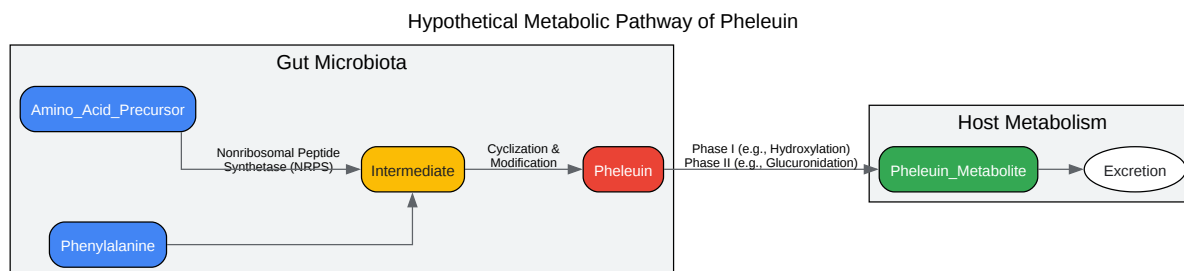 Hypothetical Metabolic Pathway of Pheleuin
Gut Microbiota
Amino_Acid_Precursor
Nonribosomal Peptide
Synthetase (NRPS)
Phenylalanine
Intermediate
Cyclization &
Modification
Pheleuin
Phase I (e.g., Hydroxylation)
Phase II (e.g., Glucuronidation)
Host Metabolism
Pheleuin_Metabolite
Excretion